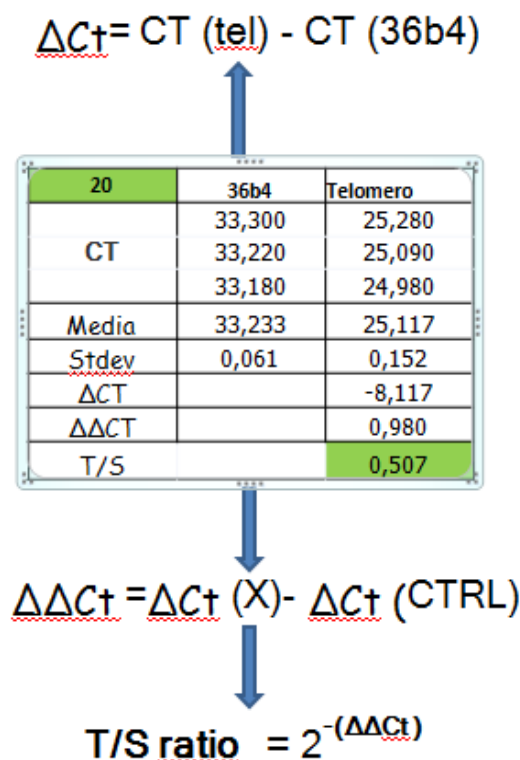 ΔCt= CT (tel) - CT (36b4)
20 36b4 Telomero
33,300 25,280
CT 33,220 25,090
33,180 24,980
Media 33,233 25,117
Stdev 0,061 0,152
ΔCT -8,117
ΔΔCT 0,980
T/S 0,507
ΔΔCt =ΔCt (X)- ΔCt (CTRL)
T/S ratio = 2^-(ΔΔCt)